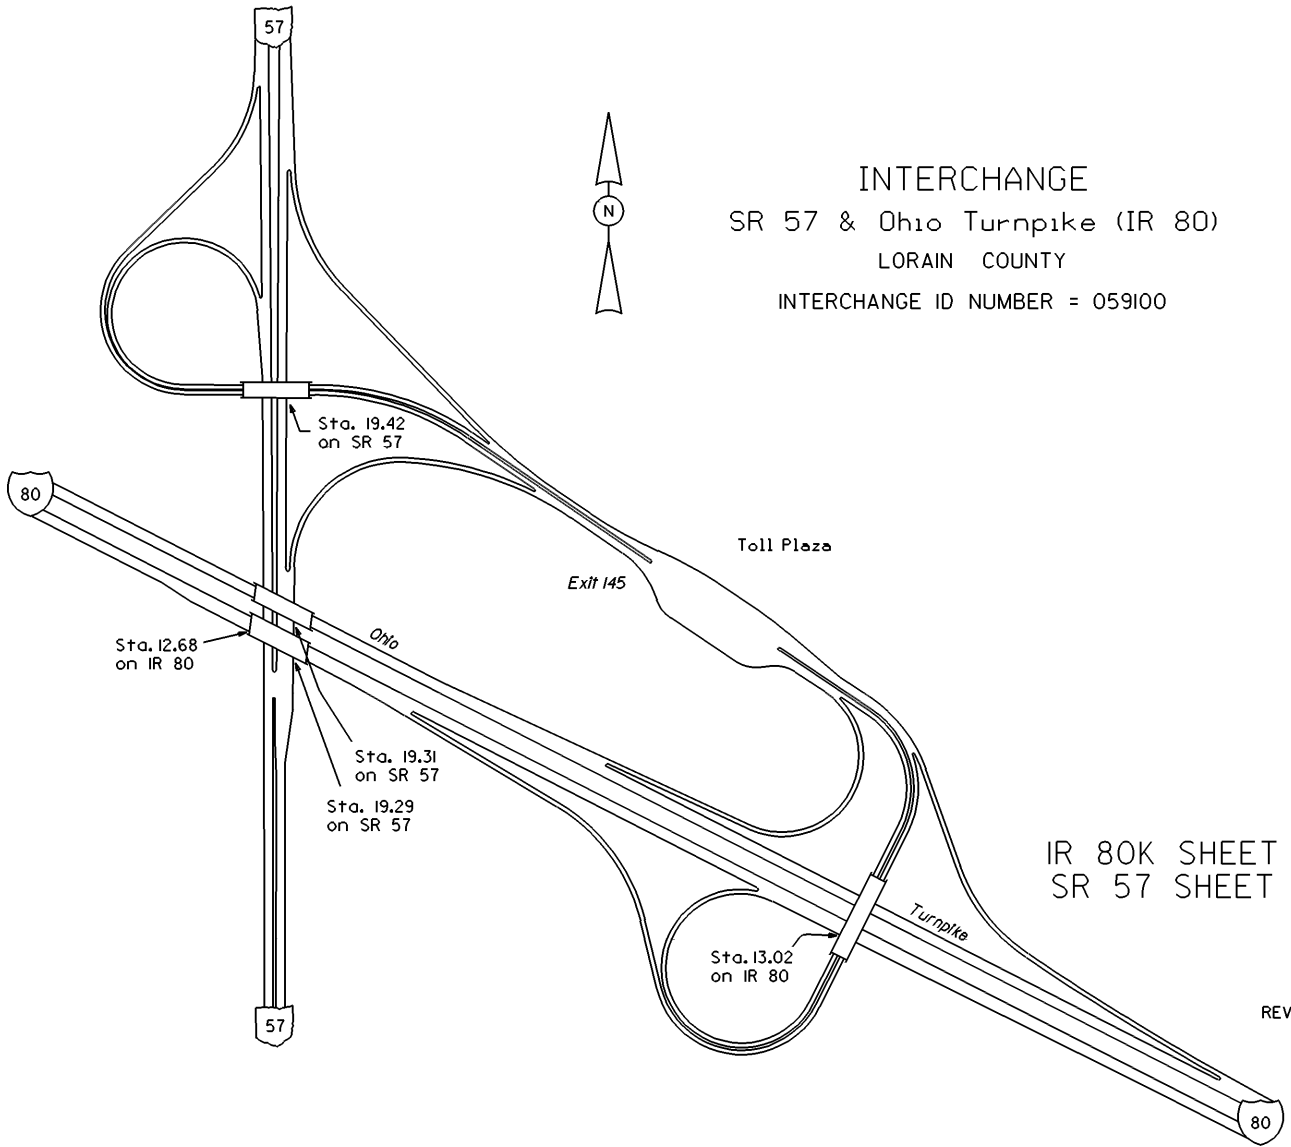 57
INTERCHANGE
SR 57 & Ohio Turnpike (IR 80)
LORAIN COUNTY
INTERCHANGE ID NUMBER = 059100
N
Sta. 19.42
on SR 57
80
Toll Plaza
Exit 145
Ohio
Sta. 12.68
on IR 80
Sta. 19.31
on SR 57
Sta. 19.29
on SR 57
IR 80K SHEET
SR 57 SHEET
Turnpike
Sta. 13.02
on IR 80
REV
57
80